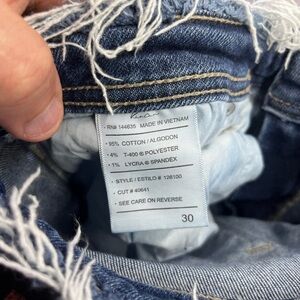 • RN# 144635 MADE IN VIETNAM
• 95% COTTON / ALGODON
• 4% T-400 ® POLYESTER
• 1% LYCRA ® SPANDEX
• STYLE / ESTILO # 128100
• CUT # 40641
• SEE CARE ON REVERSE
30